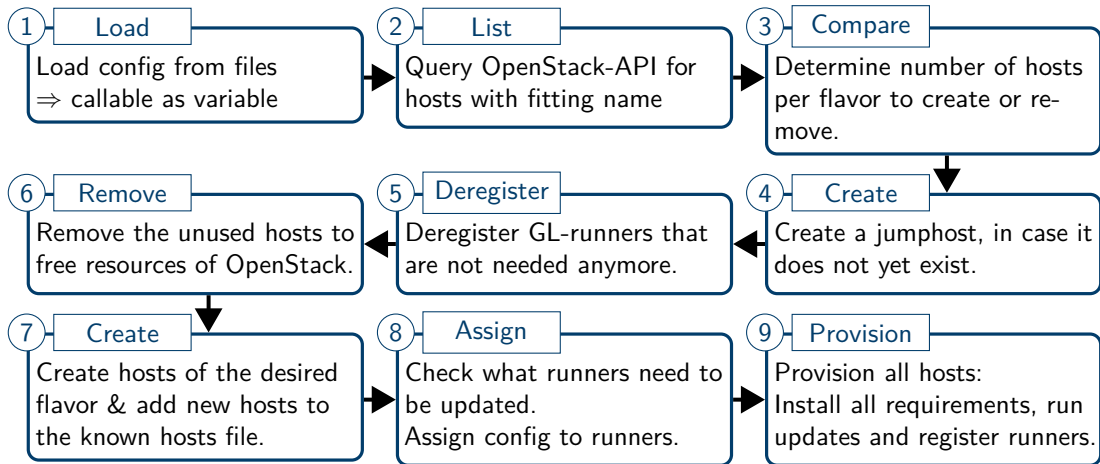 1 Load
Load config from files
⇒ callable as variable
2 List
Query OpenStack-API for
hosts with fitting name
3 Compare
Determine number of hosts
per flavor to create or re-
move.
4 Create
Create a jumphost, in case it
does not yet exist.
5 Deregister
Deregister GL-runners that
are not needed anymore.
6 Remove
Remove the unused hosts to
free resources of OpenStack.
7 Create
Create hosts of the desired
flavor & add new hosts to
the known hosts file.
8 Assign
Check what runners need to
be updated.
Assign config to runners.
9 Provision
Provision all hosts:
Install all requirements, run
updates and register runners.